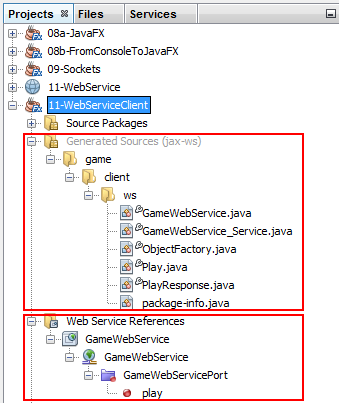 Projects Files Services
08a-JavaFX
08b-FromConsoleToJavaFX
09-Sockets
11-WebService
11-WebServiceClient
Source Packages
Generated Sources (jax-ws)
game
client
ws
GameWebService.java
GameWebService_Service.java
ObjectFactory.java
Play.java
PlayResponse.java
package-info.java
Web Service References
GameWebService
GameWebService
GameWebServicePort
play